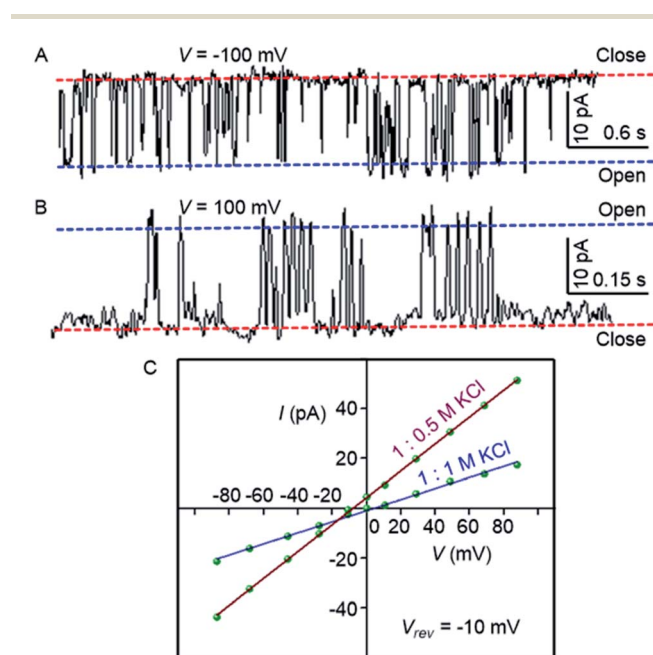 A
V = -100 mV
Close
10 pA
0.6 s
Open
B
V = 100 mV
Open
10 pA
0.15 s
Close
C
I (pA)
1 : 0.5 M KCl
1 : 1 M KCl
40
20
-80 -60 -40 -20
0 20 40 60 80
V (mV)
-20
-40
Vrev = -10 mV